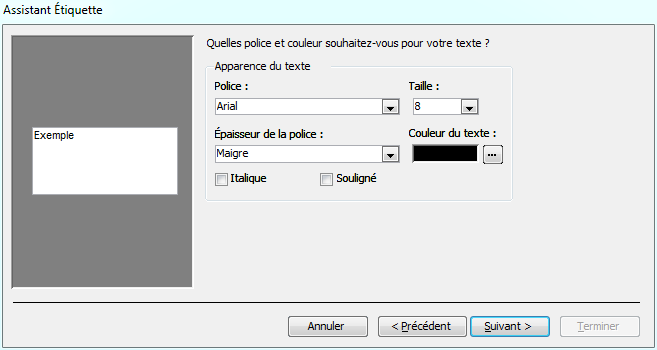 Assistant Étiquette
Quelles police et couleur souhaitez-vous pour votre texte ?
Apparence du texte
Police :
Taille :
Arial
8
Exemple
Épaisseur de la police :
Couleur du texte :
Maigre
...
Italique
Souligné
Annuler
< Précédent
Suivant >
Terminer